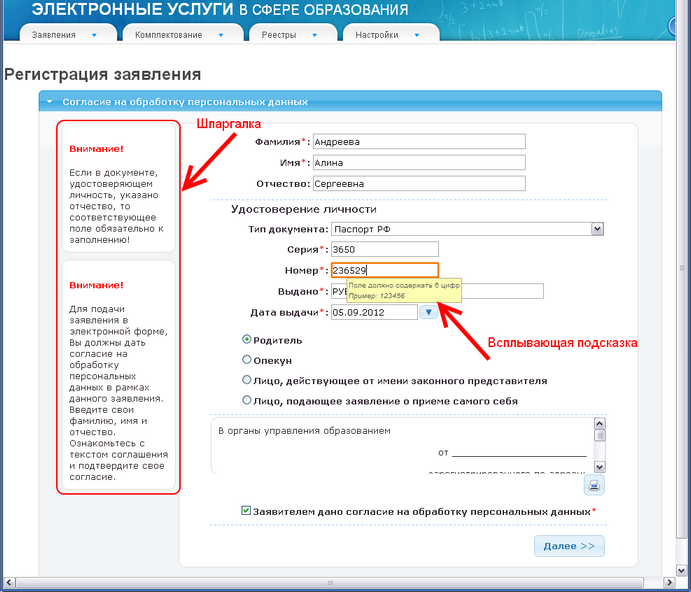 ЭЛЕКТРОННЫЕ УСЛУГИ В СФЕРЕ ОБРАЗОВАНИЯ
Заявления
Комплектование
Реестры
Настройки
Регистрация заявления
Согласие на обработку персональных данных
Шпаргалка
Внимание!
Если в документе,
удостоверяющем
личность, указано
отчество, то
соответствующее
поле обязательно к
заполнению!
Внимание!
Для подачи
заявления в
электронной форме,
Вы должны дать
согласие на
обработку
персональных
данных в рамках
данного заявления.
Введите свои
фамилию, имя и
отчество.
Ознакомьтесь с
текстом соглашения
и подтвердите свое
согласие.
Фамилия*: Андреева
Имя*: Алина
Отчество: Сергеевна
Удостоверение личности
Тип документа: Паспорт РФ
Серия*: 3650
Номер*: 236529
Поле должно содержать 6 цифр
Пример: 123456
Выдано*:
Дата выдачи*: 05.09.2012
Всплывающая подсказка
Родитель
Опекун
Лицо, действующее от имени законного представителя
Лицо, подающее заявление о приеме самого себя
В органы управления образованием
от
Заявителем дано согласие на обработку персональных данных*
Далее >>